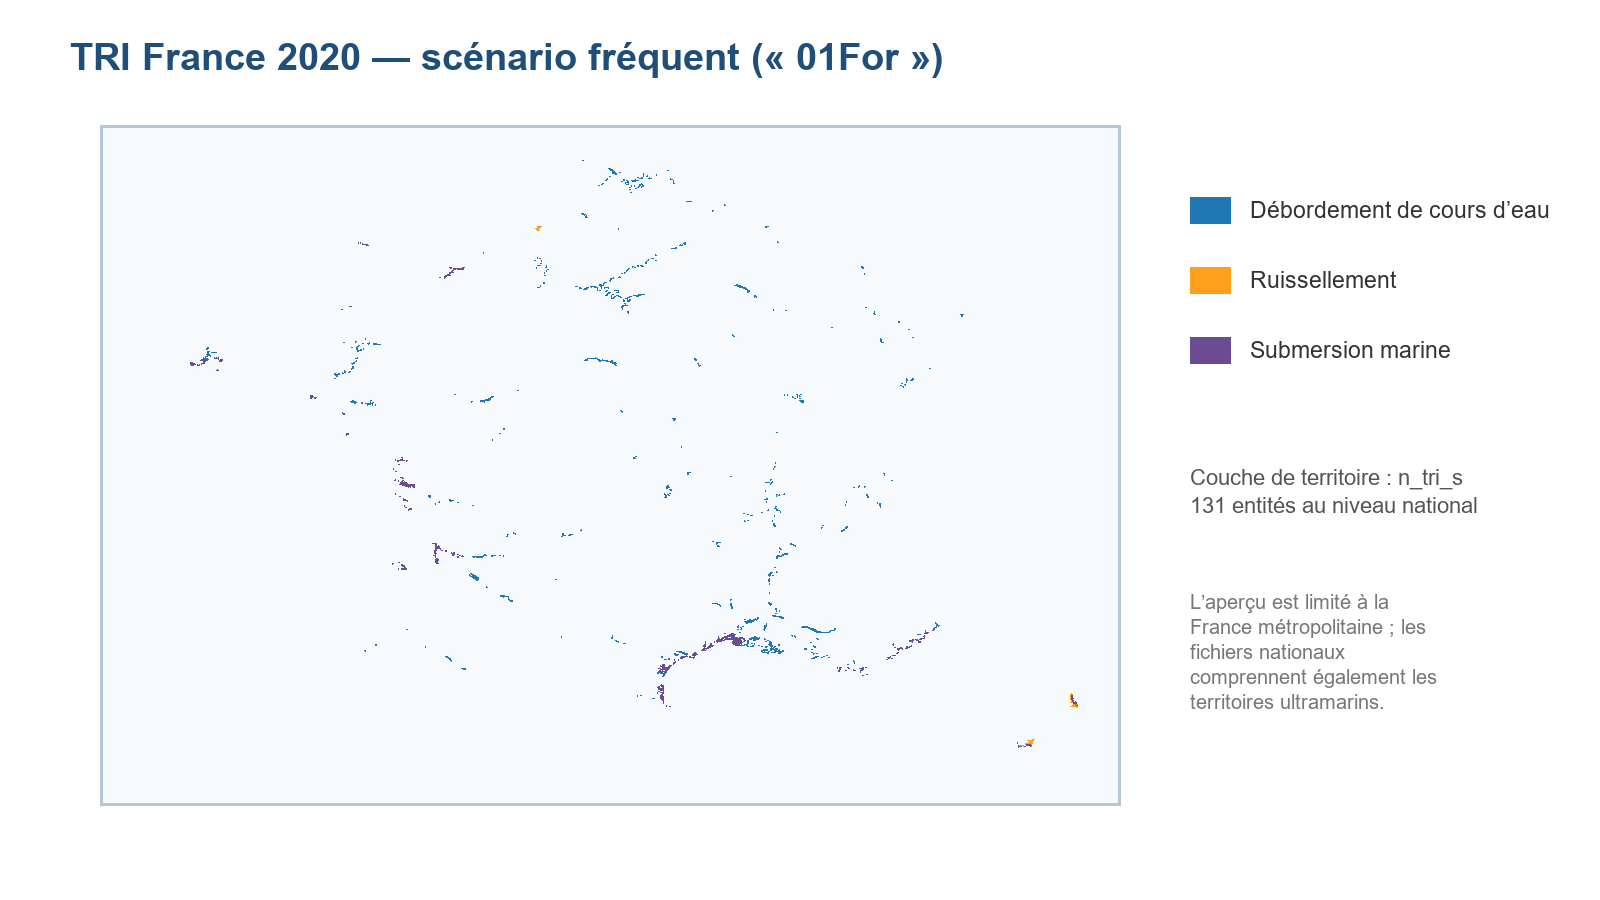 TRI France 2020 — scénario fréquent (« 01For »)
Débordement de cours d’eau
Ruissellement
Submersion marine
Couche de territoire : n_tri_s
131 entités au niveau national
L’aperçu est limité à la
France métropolitaine ; les
fichiers nationaux
comprennent également les
territoires ultramarins.